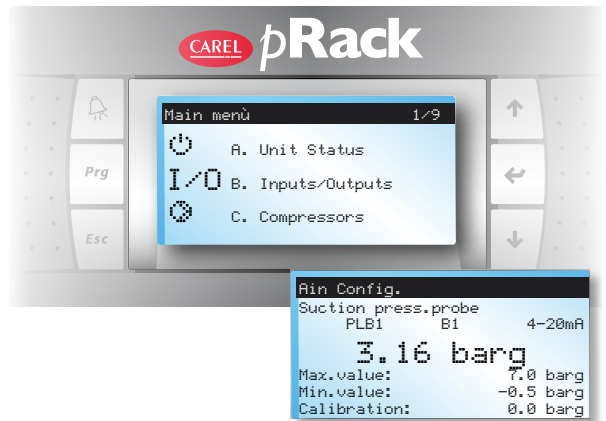 CAREL pRack
Main menù 1/9
A. Unit Status
I/O B. Inputs/Outputs
C. Compressors
Prg
Esc
Ain Config.
Suction press.probe
PLB1 B1 4-20mA
3.16 barg
Max.value: 7.0 barg
Min.value: -0.5 barg
Calibration: 0.0 barg